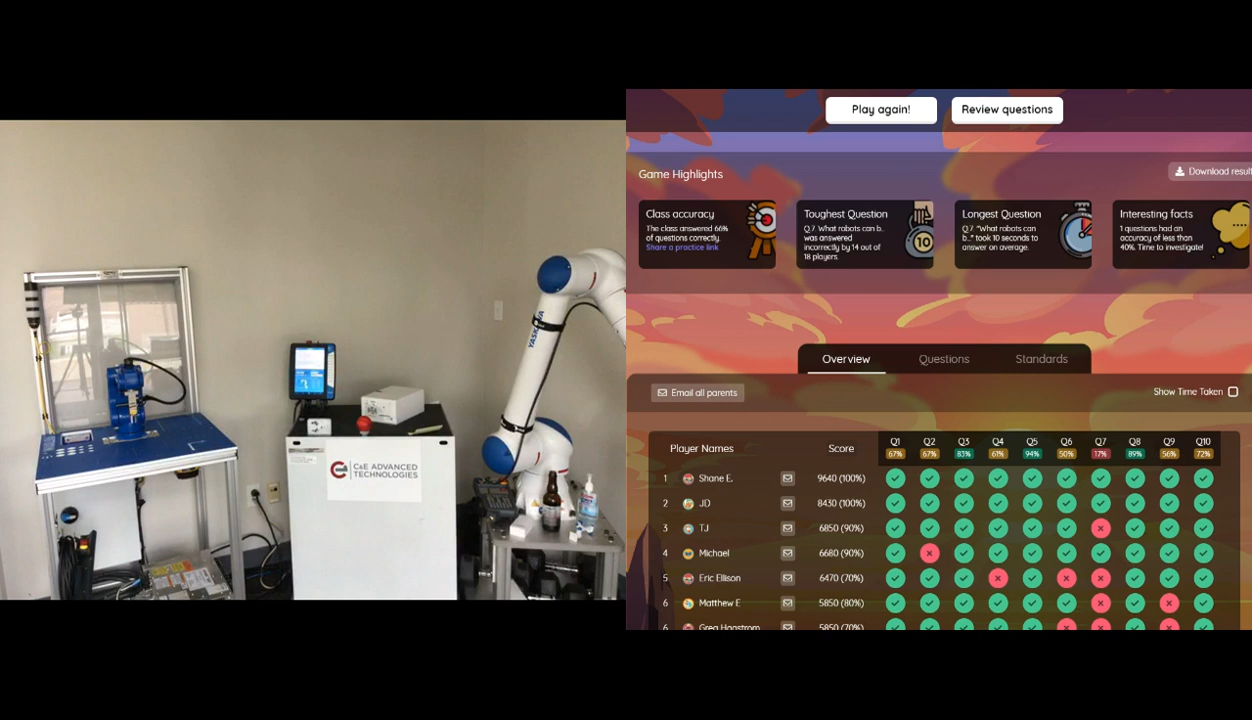 YASKAWA
C&E ADVANCED
TECHNOLOGIES
Play again!
Review questions
Game Highlights
Download result
Class accuracy
The class answered 66%
of questions correctly.
Share a practice link
Toughest Question
Q.7. What robots can b..
was answered
incorrectly by 14 out of
18 players.
10
Longest Question
Q.7 "What robots can
b.." took 10 seconds to
answer on average.
Interesting facts
1 questions had an
accuracy of less than
40%. Time to investigate!
Overview
Questions
Standards
Email all parents
Show Time Taken
Player Names Score Q1 Q2 Q3 Q4 Q5 Q6 Q7 Q8 Q9 Q10
67% 67% 83% 61% 94% 50% 17% 89% 56% 72%
1 Shane E. 9640 (100%)
2 JD 8430 (100%)
3 TJ 6850 (90%)
4 Michael 6680 (90%)
5 Eric Ellison 6470 (70%)
6 Matthew E 5850 (80%)
6 Greg Hagstrom 5850 (70%)